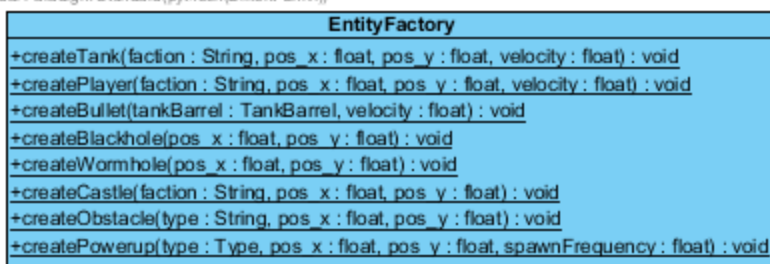 EntityFactory
+createTank(faction : String, pos_x : float, pos_y : float, velocity : float) : void
+createPlayer(faction : String, pos_x : float, pos_y : float, velocity : float) : void
+createBullet(tankBarrel : TankBarrel, velocity : float) : void
+createBlackhole(pos_x : float, pos_y : float) : void
+createWormhole(pos_x : float, pos_y : float) : void
+createCastle(faction : String, pos_x : float, pos_y : float) : void
+createObstacle(type : String, pos_x : float, pos_y : float) : void
+createPowerup(type : Type, pos_x : float, pos_y : float, spawnFrequency : float) : void